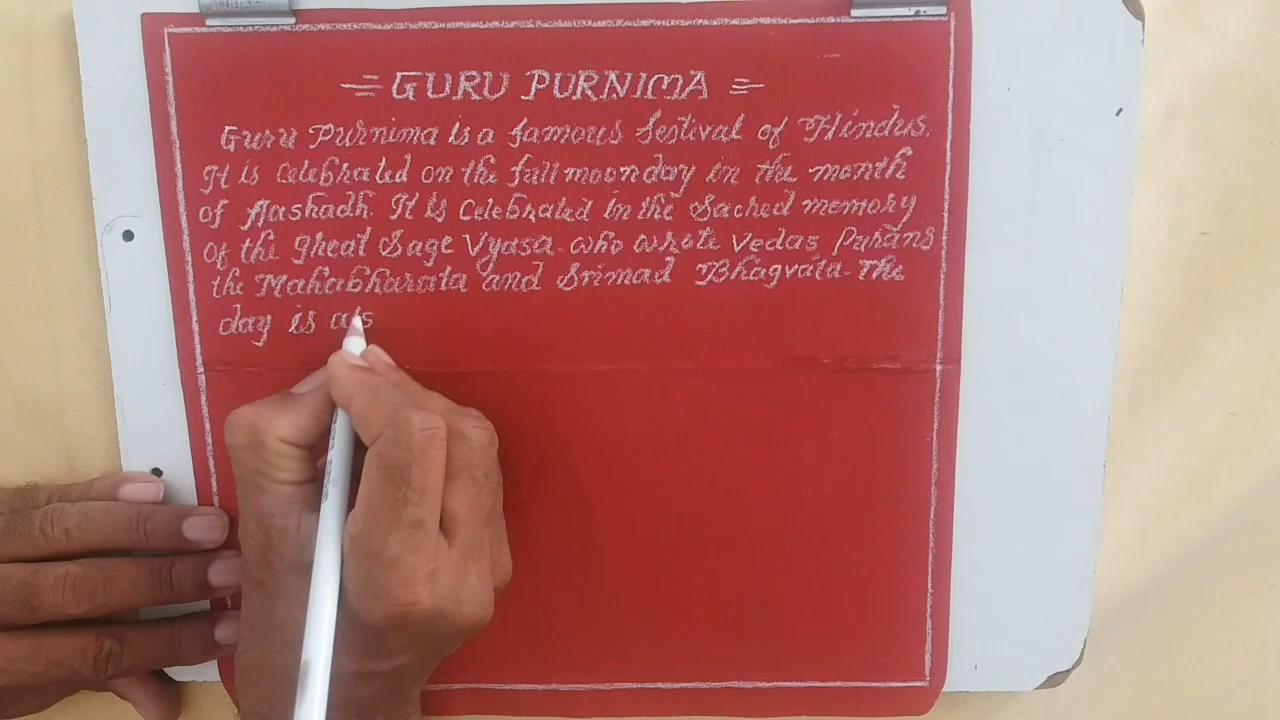 = GURU PURNIMA =
Guru Purnima is a famous festival of Hindus.
It is celebrated on the full moon day in the month
of Aashadh. It is celebrated in the sacred memory
of the great sage Vyasa. who wrote Vedas, Purans
the Mahabharata and Srimad Bhagvata. The
day is